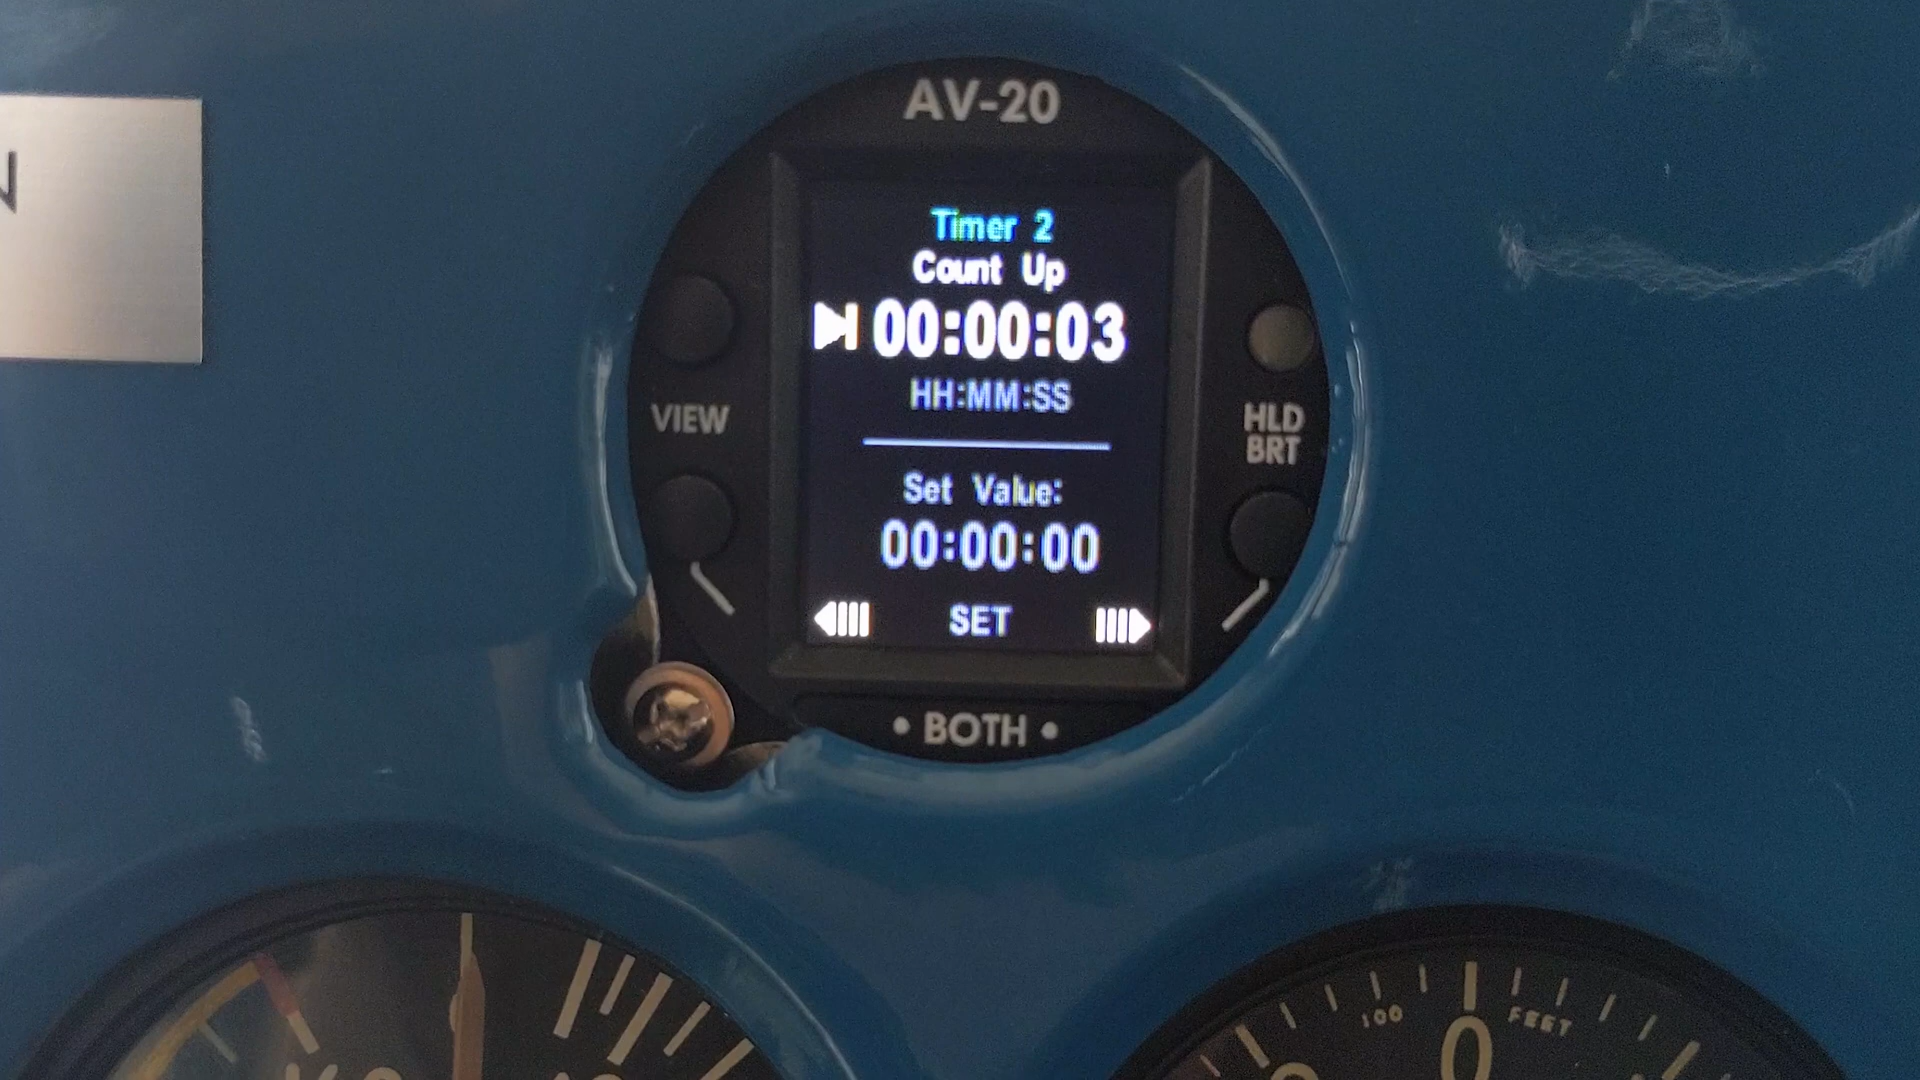 N
AV-20
Timer 2
Count Up
00:00:03
HH:MM:SS
VIEW
HLD
BRT
Set Value:
00:00:00
SET
• BOTH •
100 FEET
0